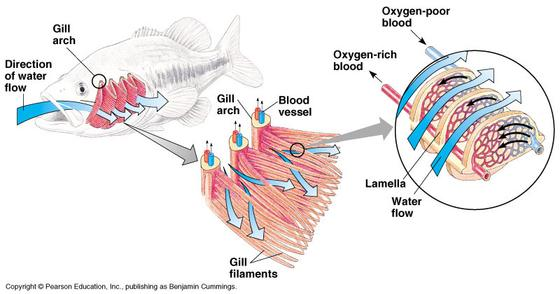 Gill
arch
Direction
of water
flow
Gill
arch
Blood
vessel
Gill
filaments
Oxygen-poor
blood
Oxygen-rich
blood
Lamella
Water
flow
Copyright © Pearson Education, Inc., publishing as Benjamin Cummings.